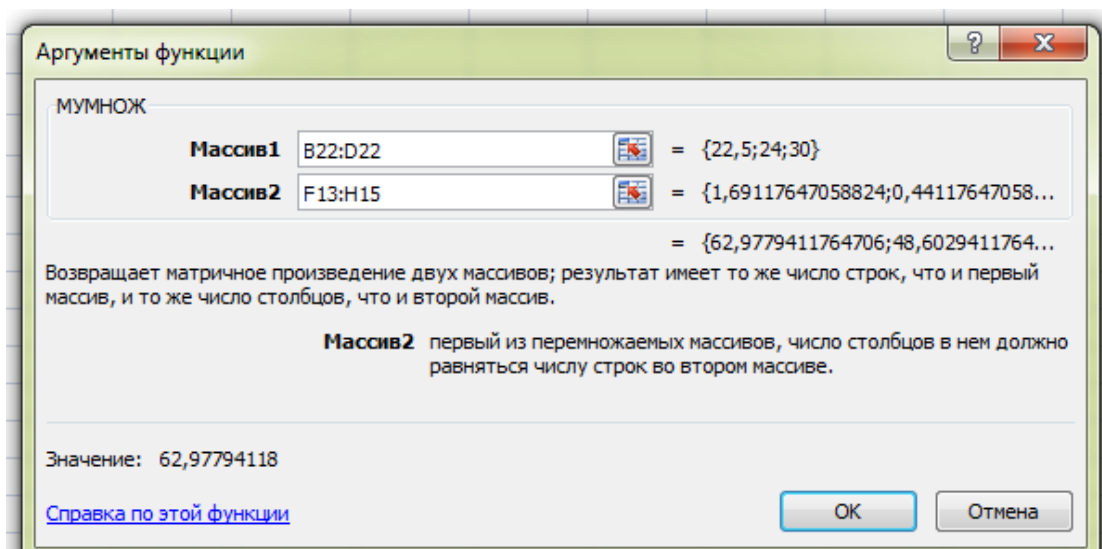 Аргументы функции
МУМНОЖ
Массив1 B22:D22 = {22,5;24;30}
Массив2 F13:H15 = {1,69117647058824;0,44117647058...
= {62,9779411764706;48,6029411764...
Возвращает матричное произведение двух массивов; результат имеет то же число строк, что и первый
массив, и то же число столбцов, что и второй массив.
Массив2 первый из перемножаемых массивов, число столбцов в нем должно
равняться числу строк во втором массиве.
Значение: 62,97794118
Справка по этой функции
ОК
Отмена